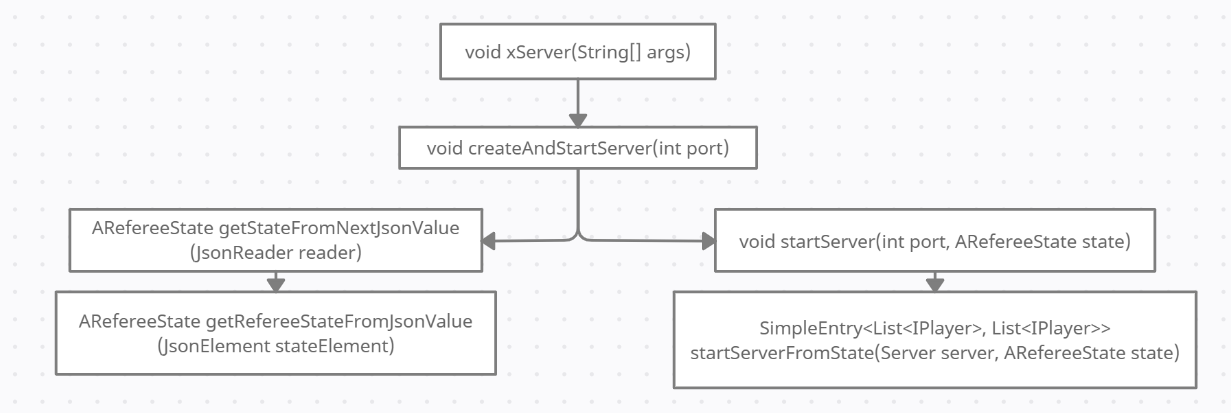 void xServer(String[] args)
void createAndStartServer(int port)
ARefereeState getStateFromNextJsonValue
(JsonReader reader)
void startServer(int port, ARefereeState state)
ARefereeState getRefereeStateFromJsonValue
(JsonElement stateElement)
SimpleEntry<List<IPlayer>, List<IPlayer>>
startServerFromState(Server server, ARefereeState state)